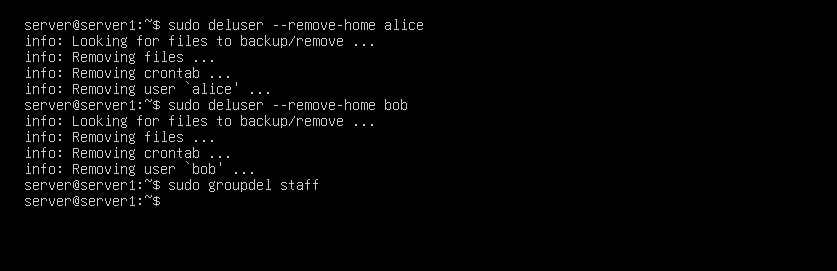 server@server1:~$ sudo deluser --remove-home alice
info: Looking for files to backup/remove ...
info: Removing files ...
info: Removing crontab ...
info: Removing user `alice' ...
server@server1:~$ sudo deluser --remove-home bob
info: Looking for files to backup/remove ...
info: Removing files ...
info: Removing crontab ...
info: Removing user `bob' ...
server@server1:~$ sudo groupdel staff
server@server1:~$